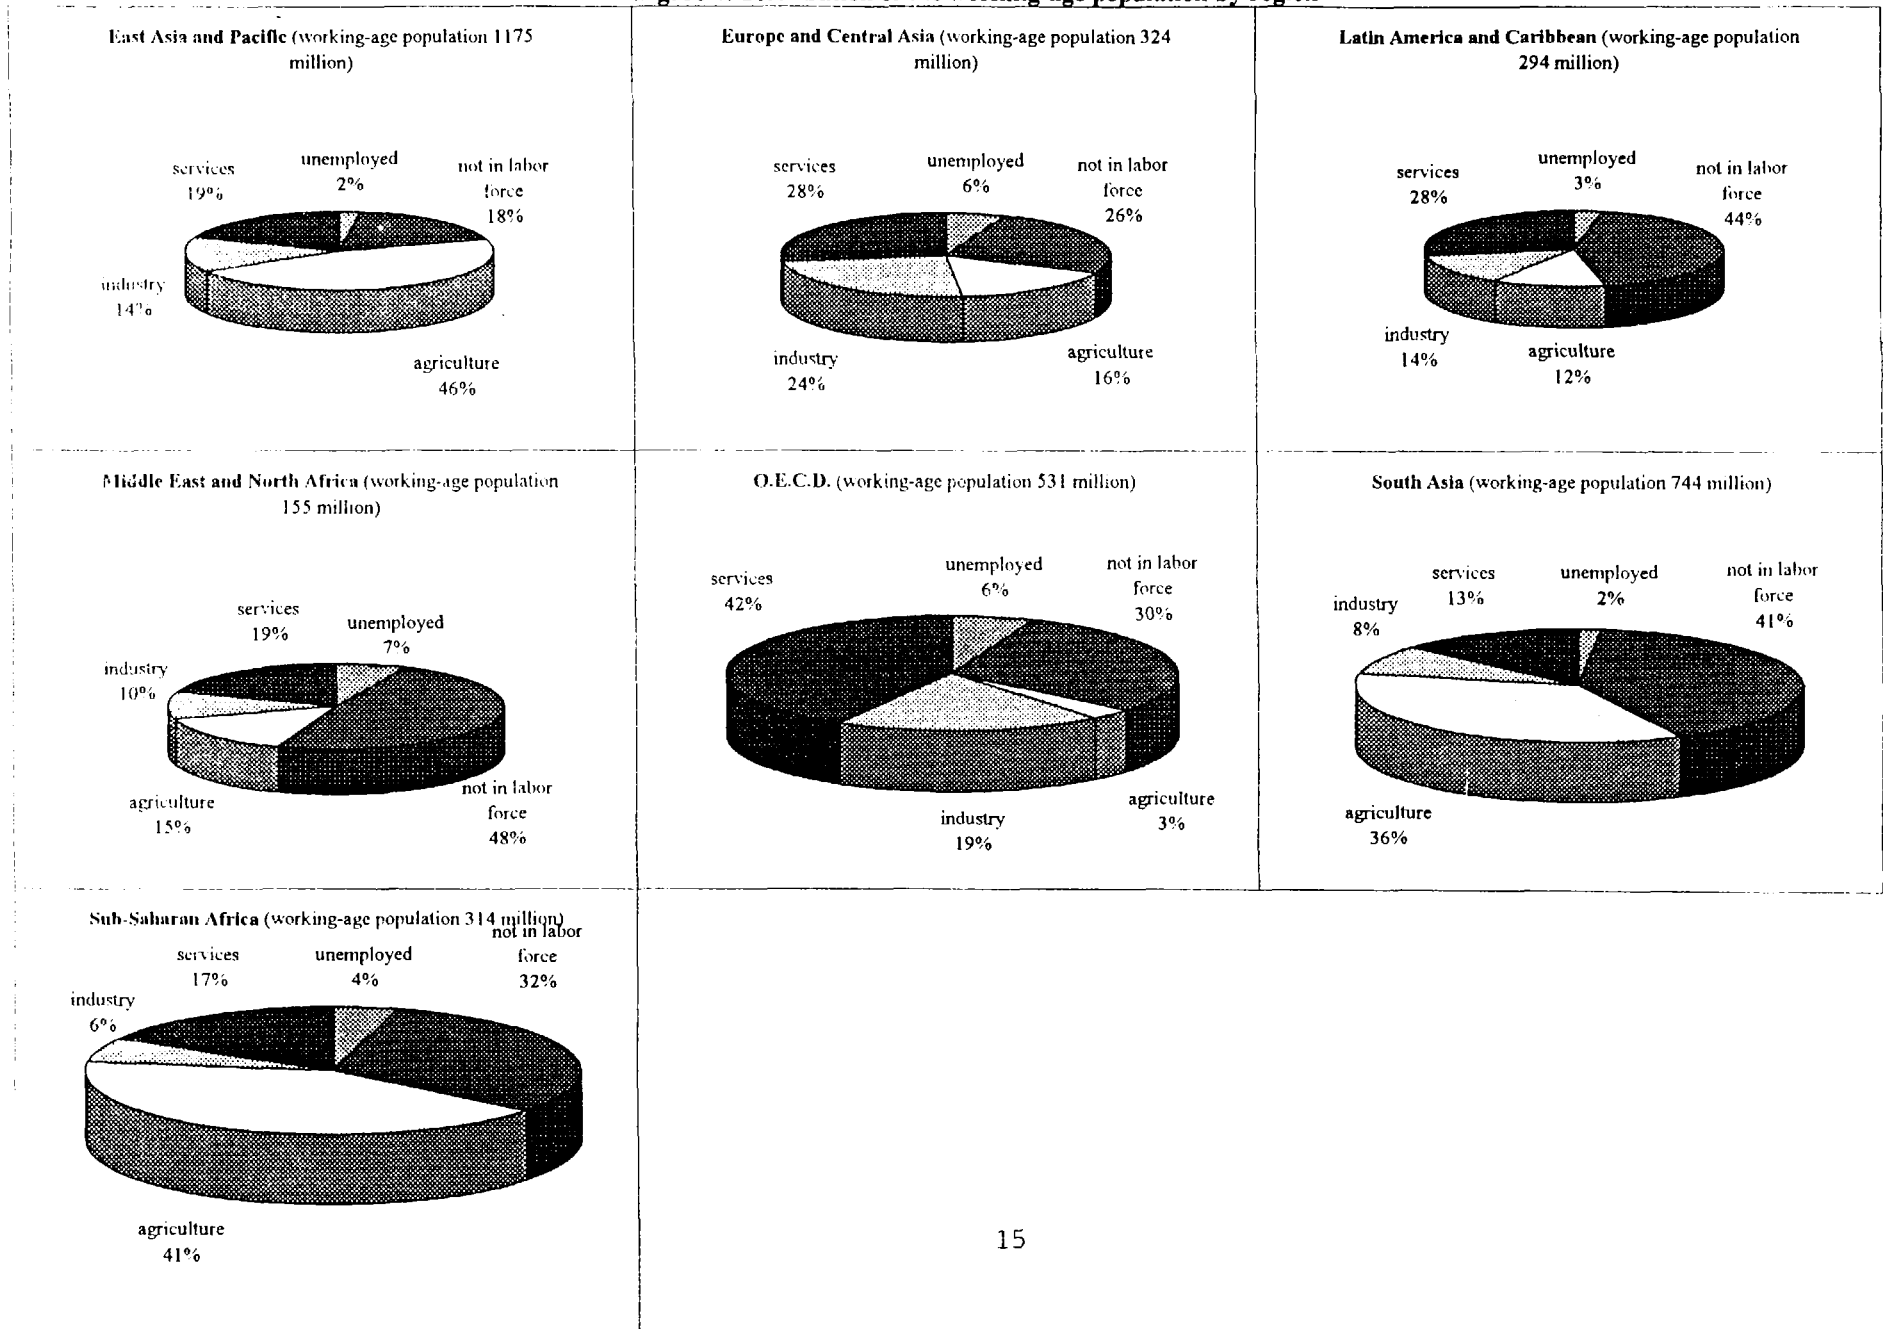 working-age population by region
East Asia and Pacific (working-age population 1175
million)
services
19%
unemployed
2%
not in labor
force
18%
industry
14%
agriculture
46%
Europe and Central Asia (working-age population 324
million)
services
28%
unemployed
6%
not in labor
force
26%
industry
24%
agriculture
16%
Latin America and Caribbean (working-age population
294 million)
services
28%
unemployed
3%
not in labor
force
44%
industry
14%
agriculture
12%
Middle East and North Africa (working-age population
155 million)
services
19%
unemployed
7%
industry
10%
agriculture
15%
not in labor
force
48%
O.E.C.D. (working-age population 531 million)
services
42%
unemployed
6%
not in labor
force
30%
industry
19%
agriculture
3%
South Asia (working-age population 744 million)
industry
8%
services
13%
unemployed
2%
not in labor
force
41%
agriculture
36%
Sub-Saharan Africa (working-age population 314 million)
services
17%
unemployed
4%
not in labor
force
32%
industry
6%
agriculture
41%
15